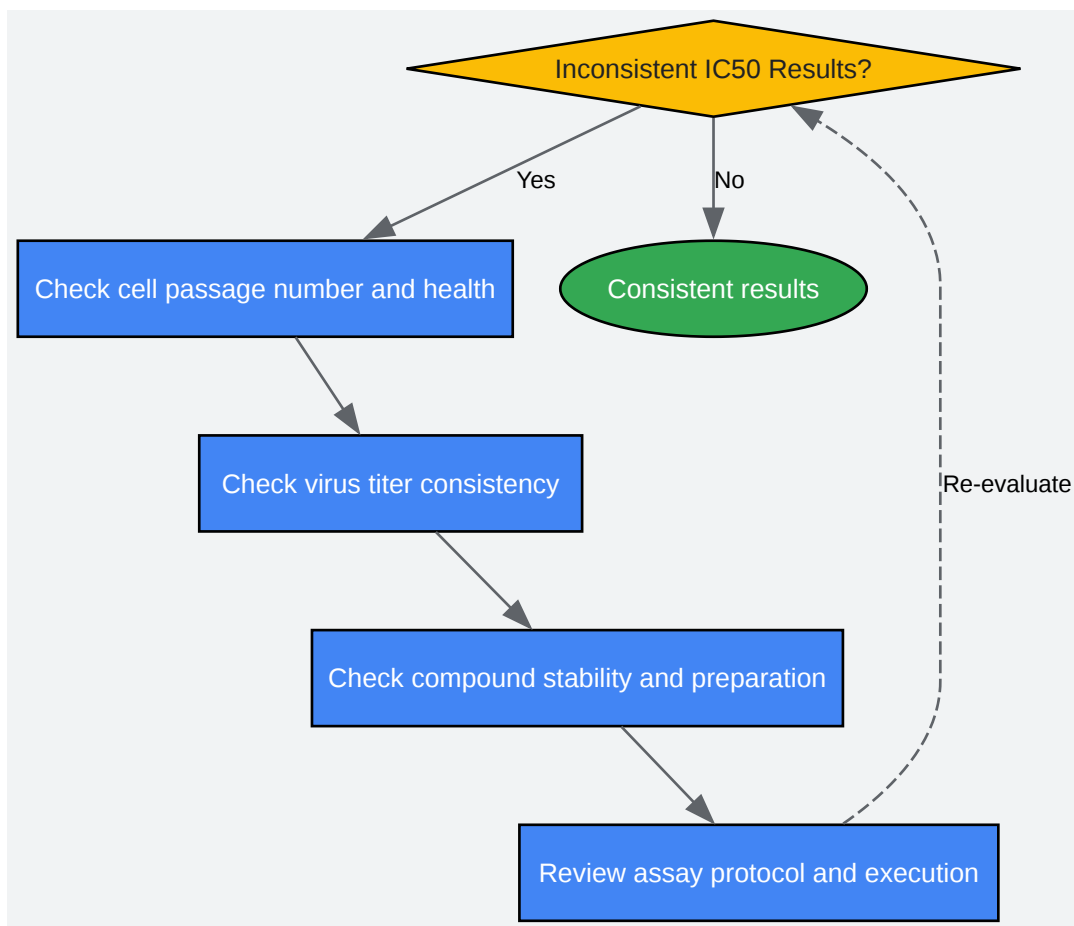 Inconsistent IC50 Results?
Yes
No
Check cell passage number and health
Consistent results
Check virus titer consistency
Re-evaluate
Check compound stability and preparation
Review assay protocol and execution